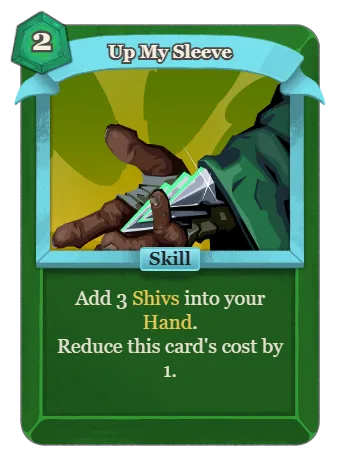 2
Up My Sleeve
Skill
Add 3 Shivs into your
Hand.
Reduce this card's cost by
1.